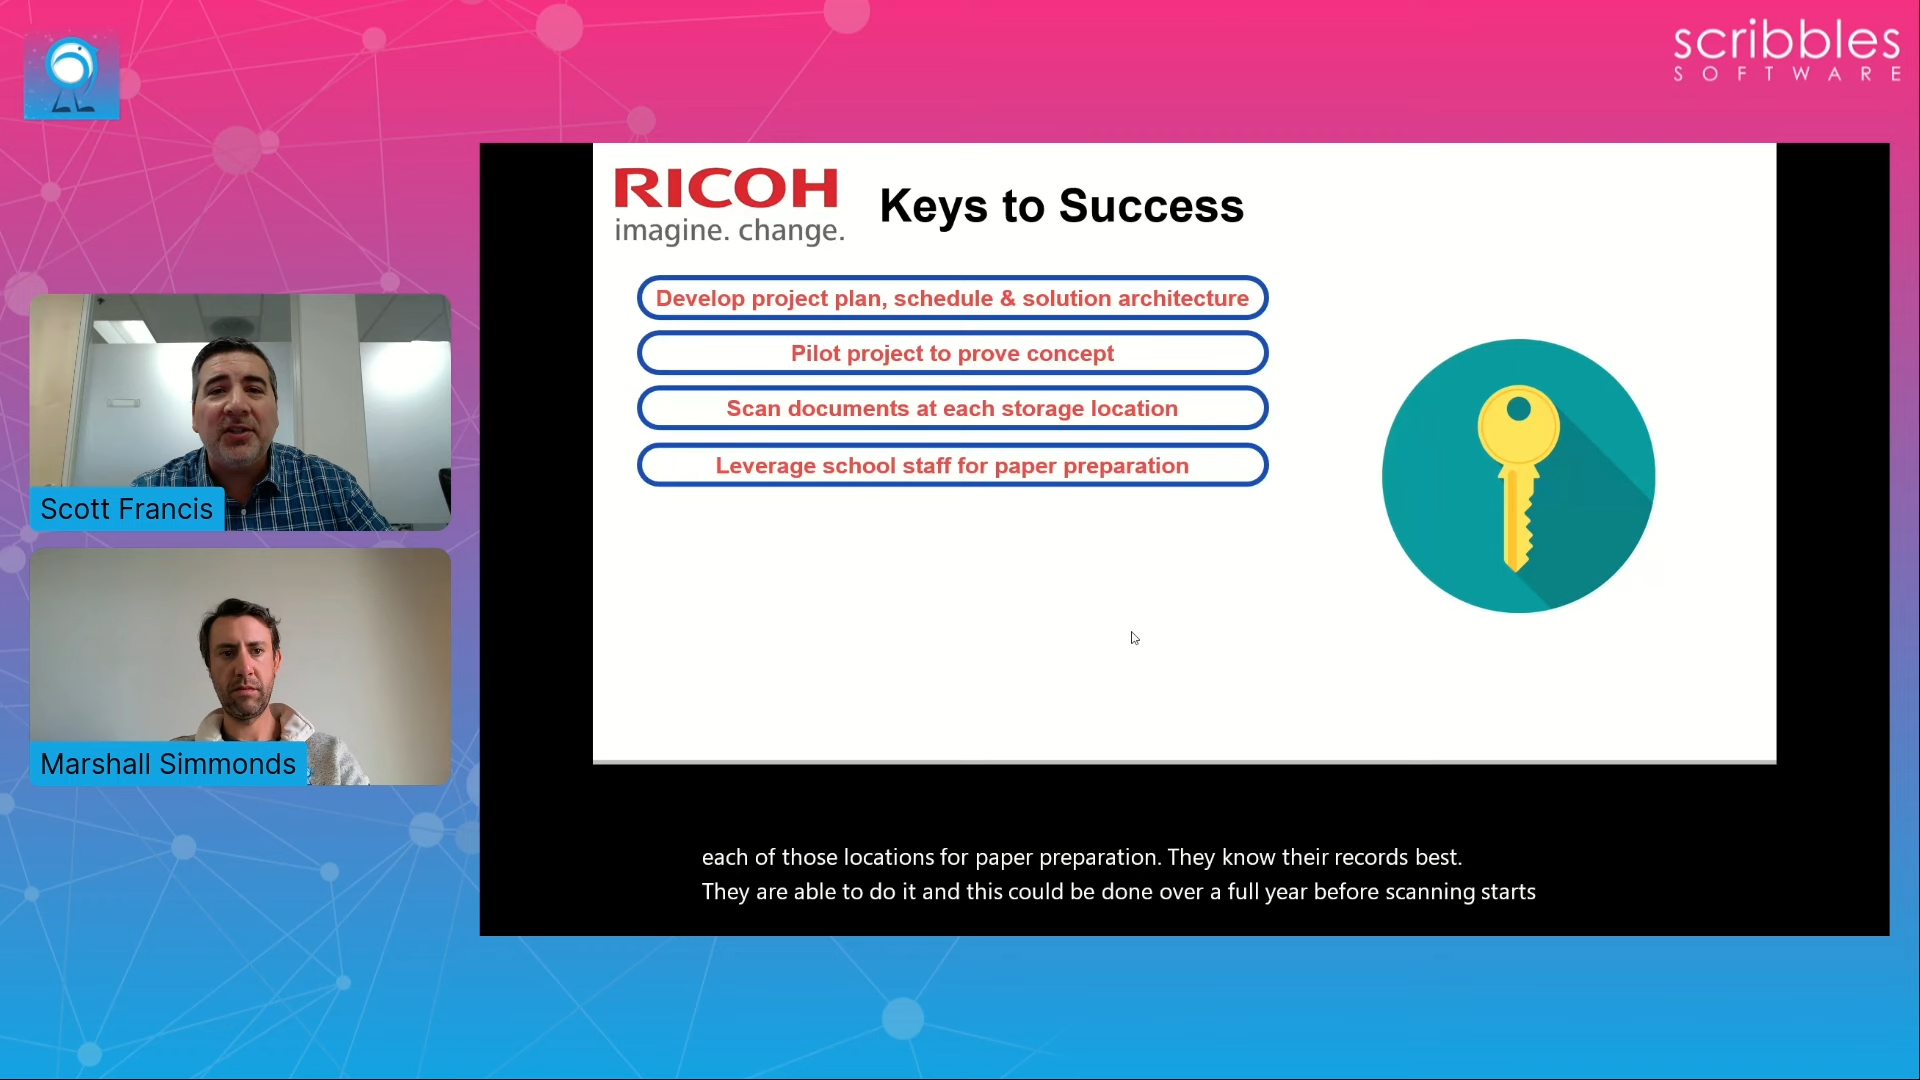 scribbles
SOFTWARE
RICOH
imagine. change.
Keys to Success
Develop project plan, schedule & solution architecture
Pilot project to prove concept
Scan documents at each storage location
Leverage school staff for paper preparation
Scott Francis
Marshall Simmonds
each of those locations for paper preparation. They know their records best.
They are able to do it and this could be done over a full year before scanning starts